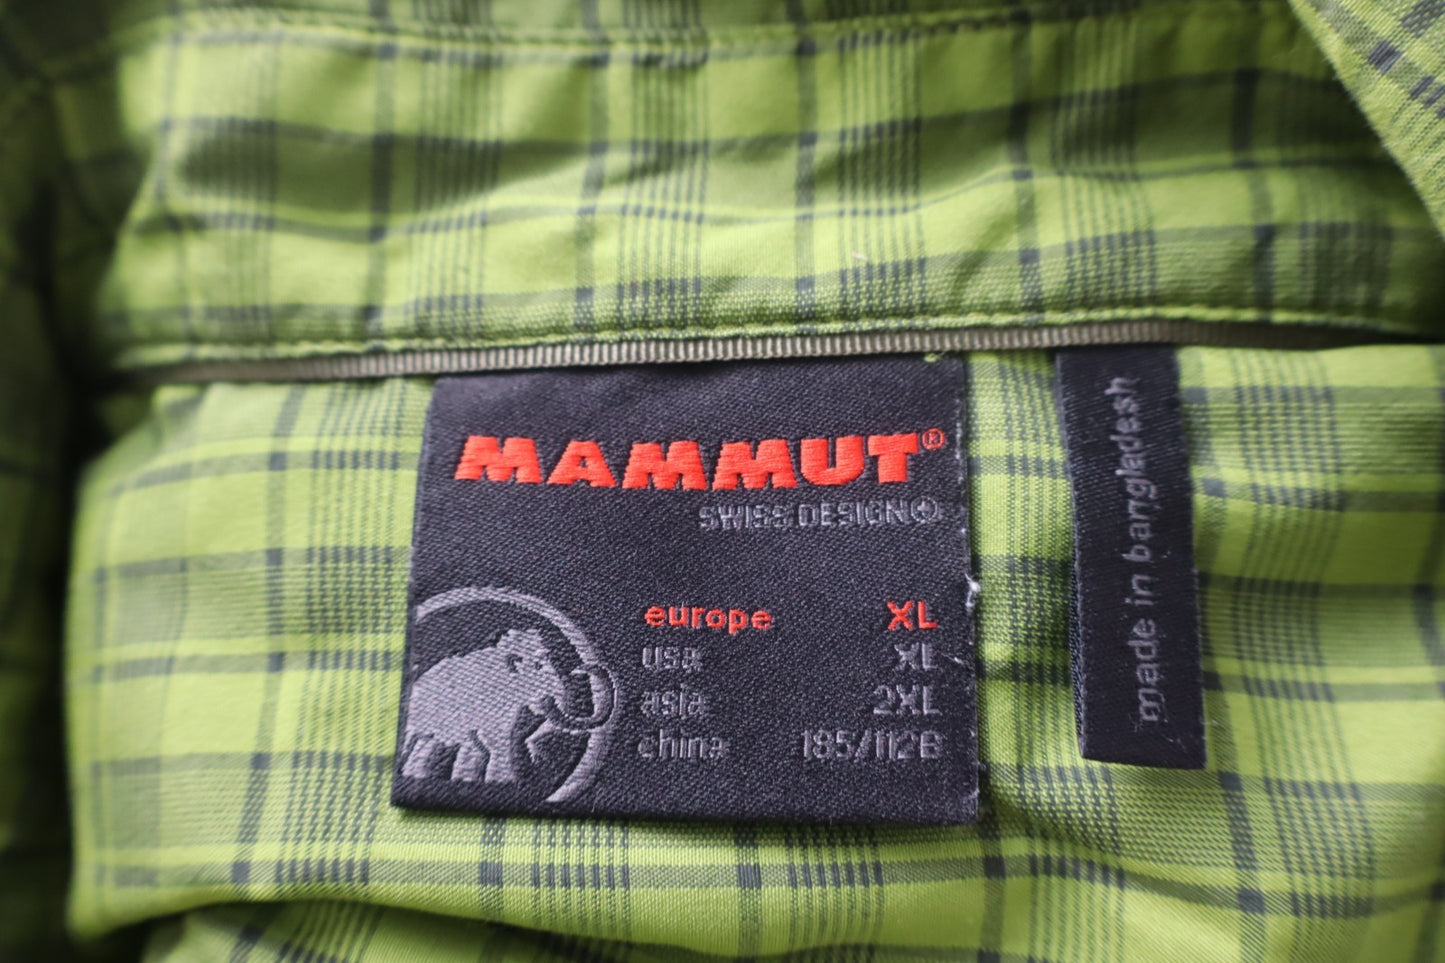 MAMMUT®
SWISS DESIGN
europe XL
usa XL
asia 2XL
china 185/112B
made in bangladesh